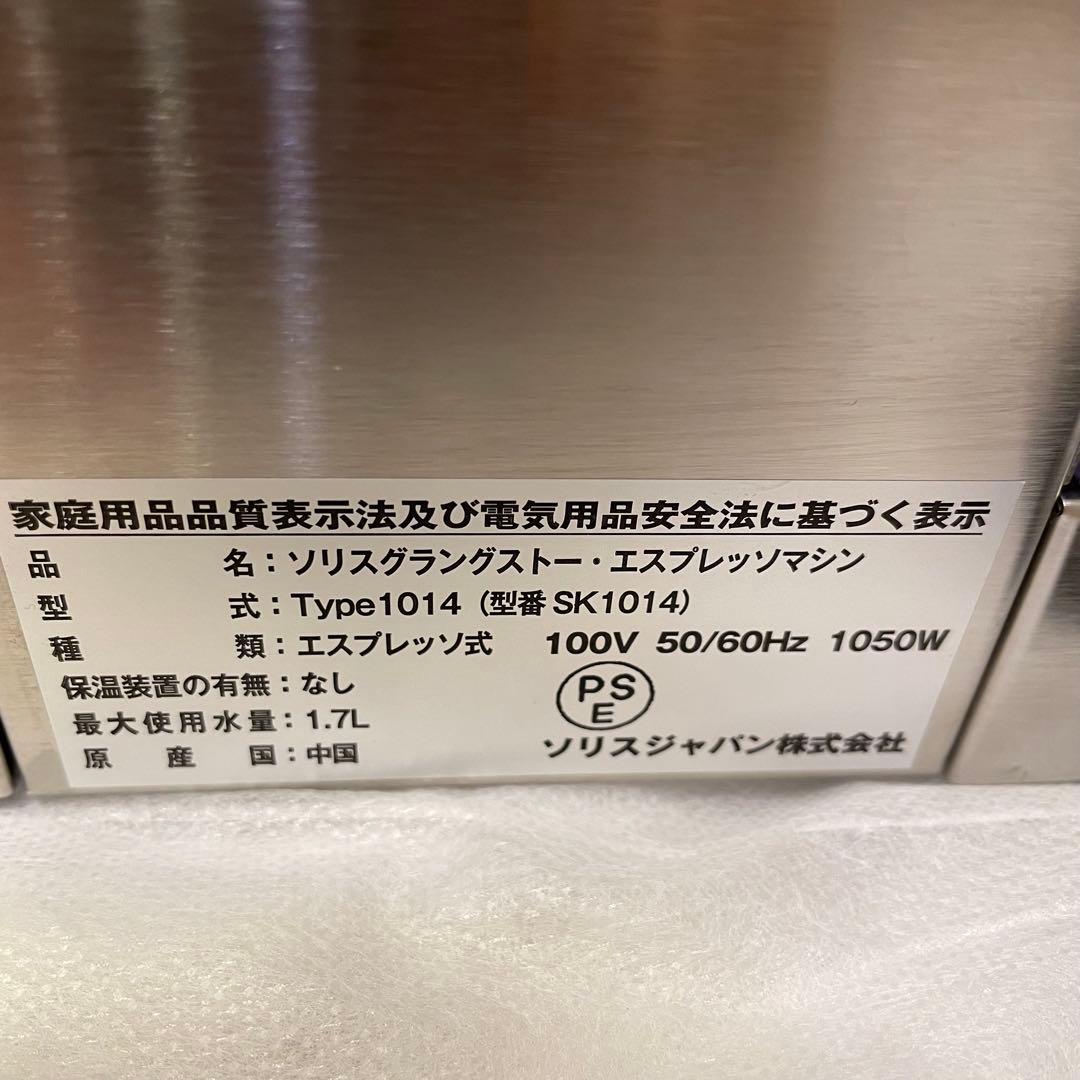 家庭用品品質表示法及び電気用品安全法に基づく表示
品名：ソリスグラングストー・エスプレッソマシン
型式：Type1014（型番 SK1014）
種類：エスプレッソ式 100V 50/60Hz 1050W
保温装置の有無：なし
最大使用水量：1.7L
PS
E
原産国：中国
ソリスジャパン株式会社